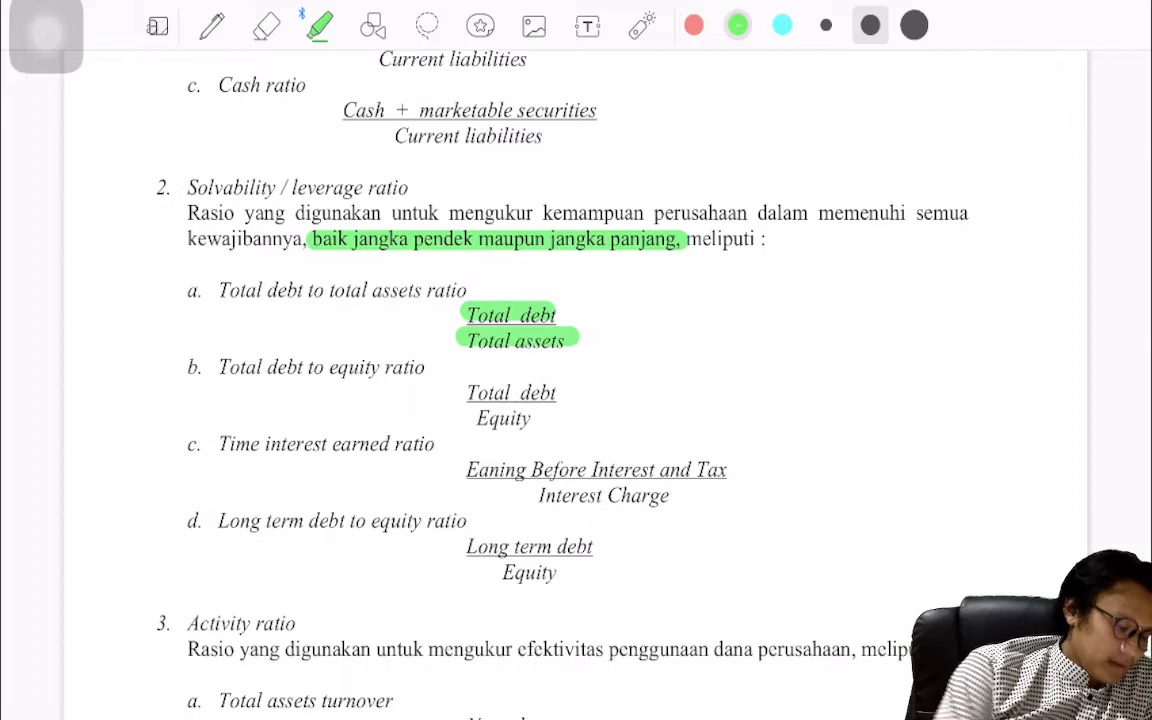 Current liabilities
c. Cash ratio
Cash + marketable securities
Current liabilities
2. Solvability / leverage ratio
Rasio yang digunakan untuk mengukur kemampuan perusahaan dalam memenuhi semua
kewajibannya, baik jangka pendek maupun jangka panjang, meliputi :
a. Total debt to total assets ratio
Total debt
Total assets
b. Total debt to equity ratio
Total debt
Equity
c. Time interest earned ratio
Eaning Before Interest and Tax
Interest Charge
d. Long term debt to equity ratio
Long term debt
Equity
3. Activity ratio
Rasio yang digunakan untuk mengukur efektivitas penggunaan dana perusahaan,
a. Total assets turnover